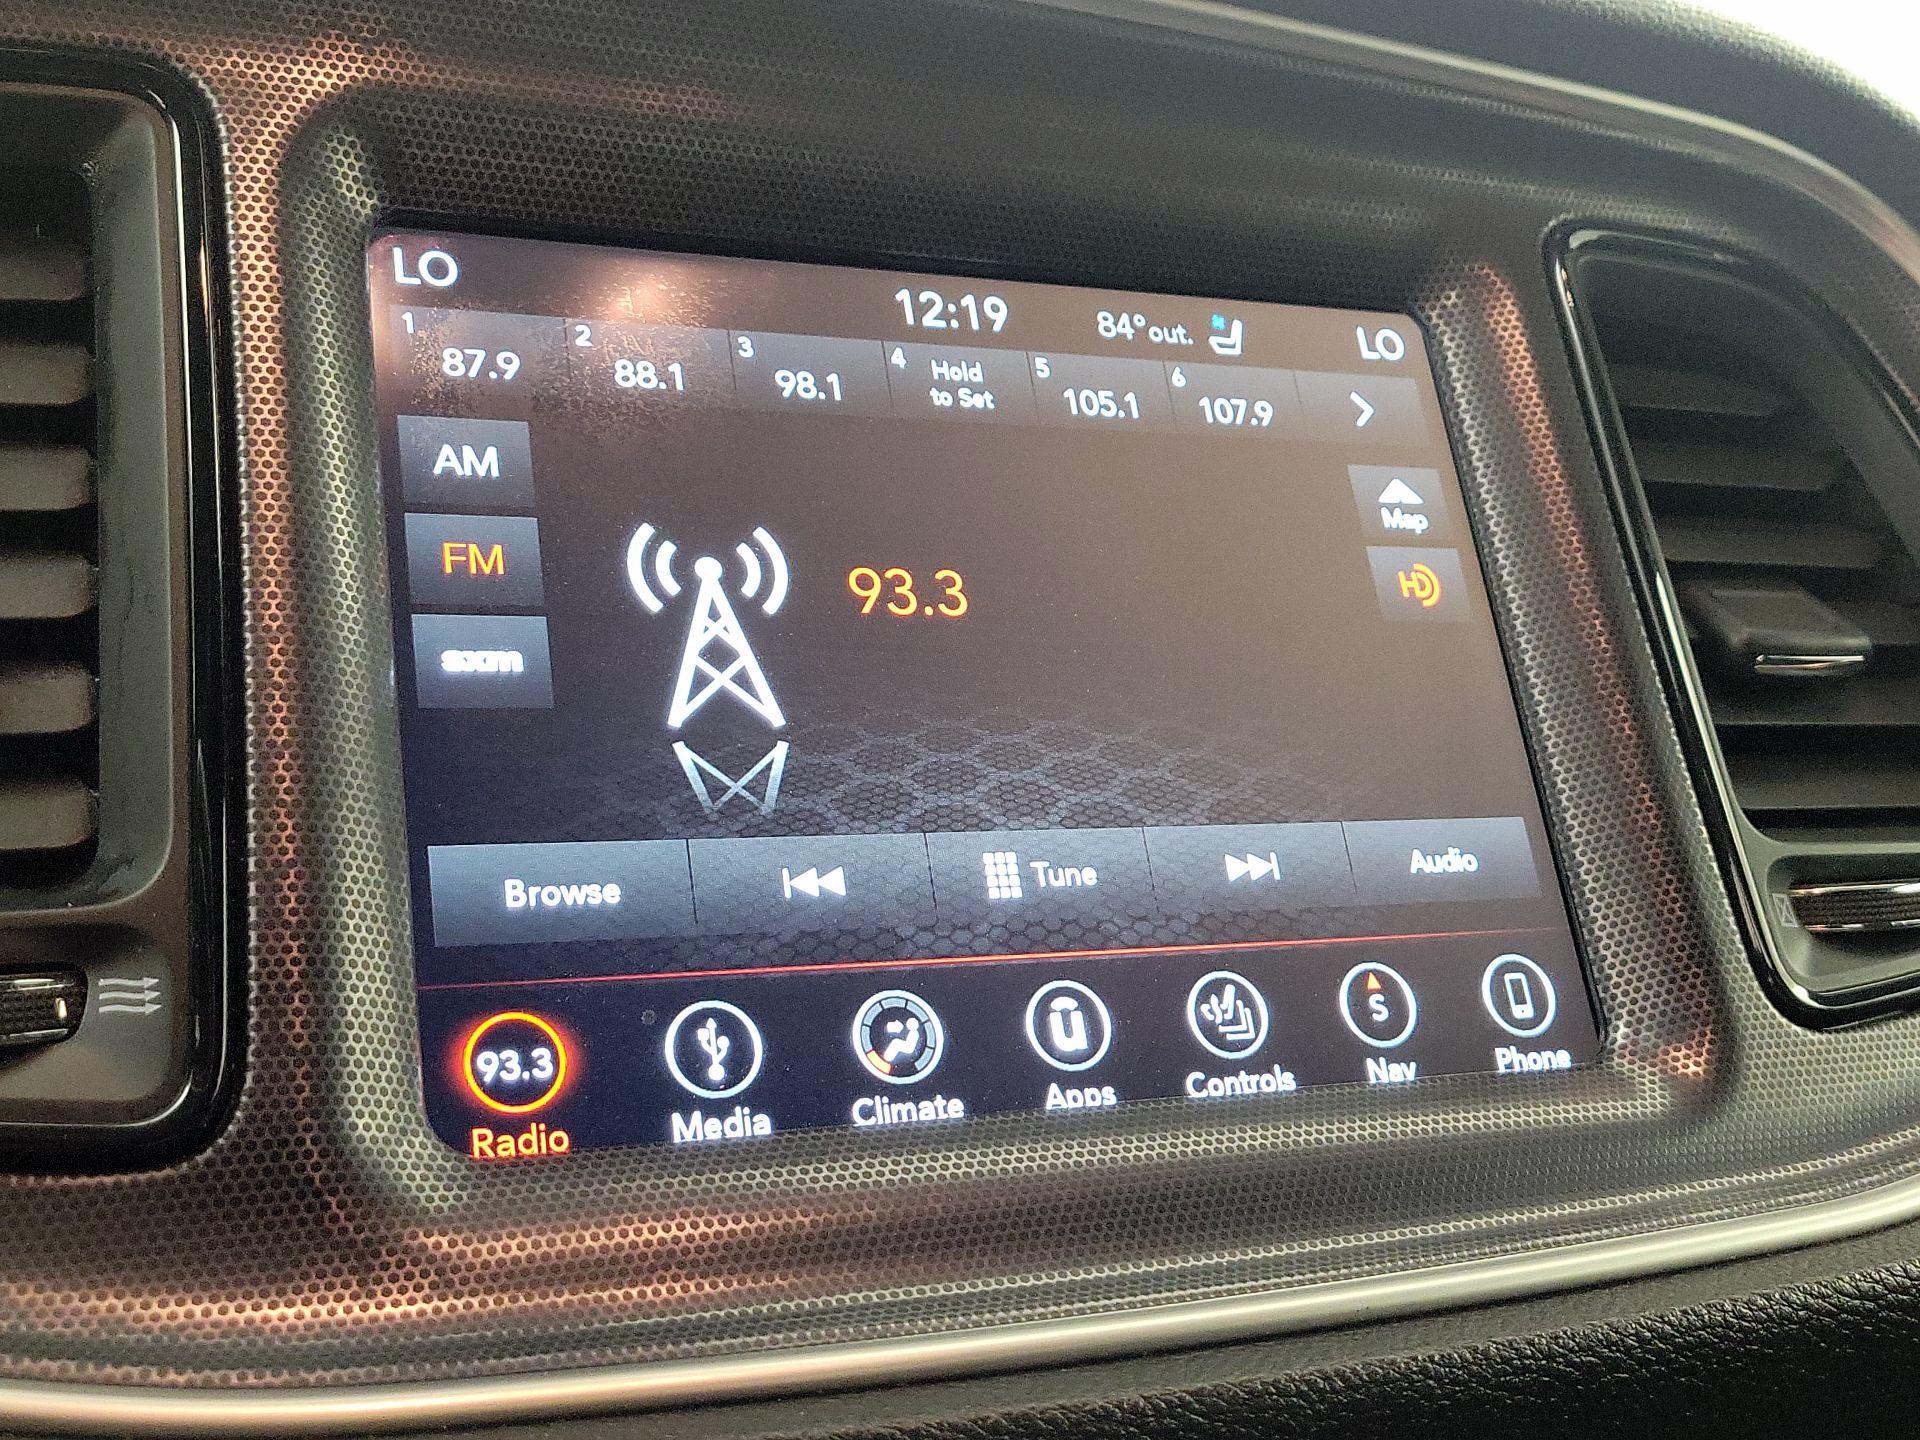 LO
12:19
84° out.
LO
1
87.9
2
88.1
3
98.1
4
Hold
to Set
5
105.1
6
107.9
AM
FM
sxm
93.3
Map
HD
Browse
Tune
Audio
93.3
Radio
Media
Climate
u
Apps
Controls
S
Nav
Phone